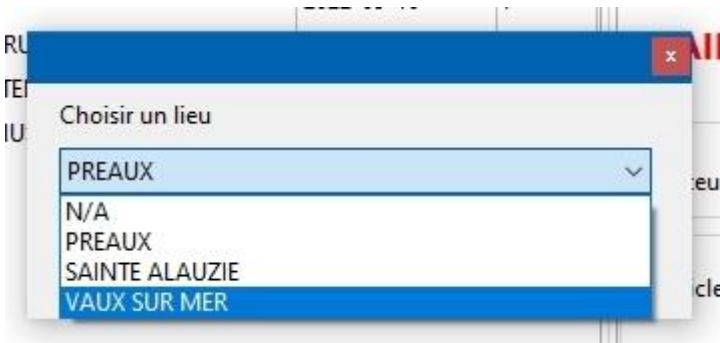 Choisir un lieu
PREAUX
N/A
PREAUX
SAINTE ALAUZIE
VAUX SUR MER